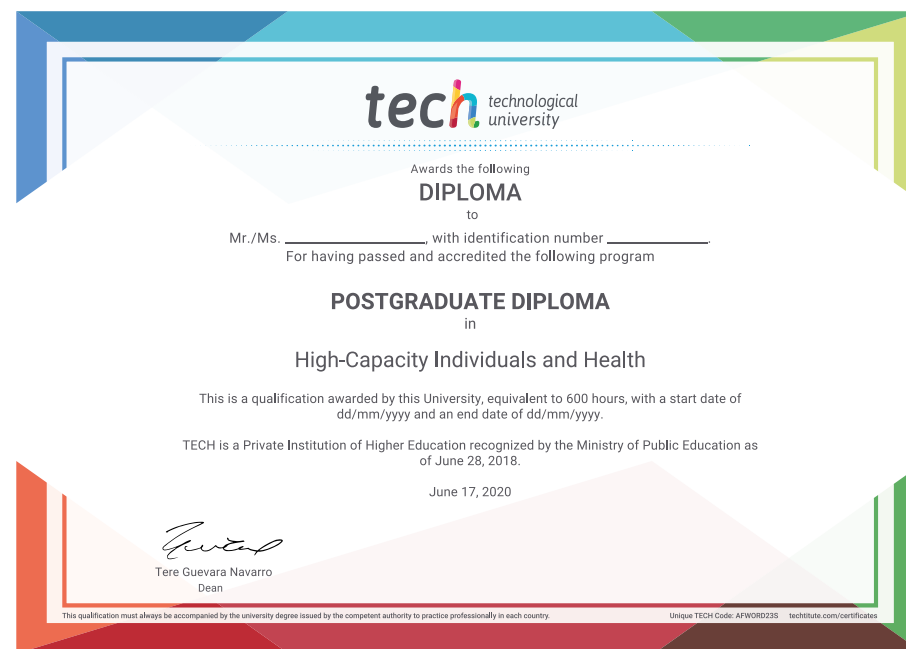 tech technological
university
Awards the following
DIPLOMA
to
Mr./Ms. ____________________, with identification number ______________.
For having passed and accredited the following program
POSTGRADUATE DIPLOMA
in
High-Capacity Individuals and Health
This is a qualification awarded by this University, equivalent to 600 hours, with a start date of
dd/mm/yyyy and an end date of dd/mm/yyyy.
TECH is a Private Institution of Higher Education recognized by the Ministry of Public Education as
of June 28, 2018.
June 17, 2020
Tere Guevara Navarro
Dean
This qualification must always be accompanied by the university degree issued by the competent authority to practice professionally in each country. Unique TECH Code: AFWORD23S techtitute.com/certificates